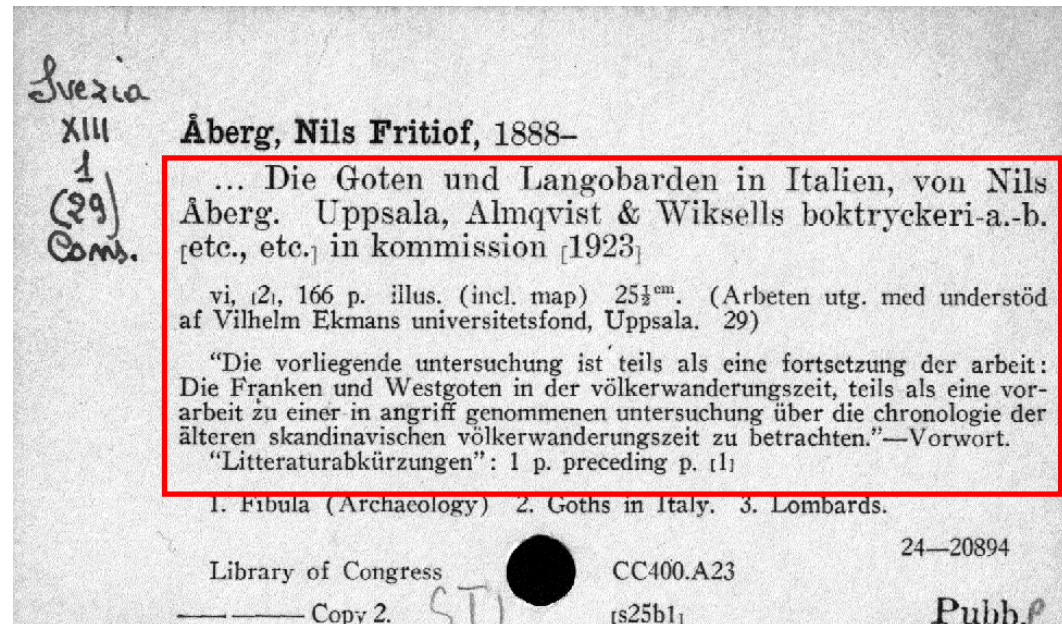 Svezia
XIII
1
(29)
Cons.
Åberg, Nils Fritiof, 1888–
... Die Goten und Langobarden in Italien, von Nils
Åberg. Uppsala, Almqvist & Wiksells boktryckeri-a.-b.
[etc., etc.] in kommission [1923]
vi, [2], 166 p. illus. (incl. map) 25½ cm. (Arbeten utg. med understöd
af Vilhelm Ekmans universitetsfond, Uppsala. 29)
"Die vorliegende untersuchung ist teils als eine fortsetzung der arbeit:
Die Franken und Westgoten in der völkerwanderungszeit, teils als eine vor-
arbeit zu einer in angriff genommenen untersuchung über die chronologie der
älteren skandinavischen völkerwanderungszeit zu betrachten."—Vorwort.
"Litteraturabkürzungen": 1 p. preceding p. [1]
1. Fibula (Archaeology) 2. Goths in Italy. 3. Lombards.
24—20894
Library of Congress CC400.A23
—— —— Copy 2. [s25b1]
Pubb.